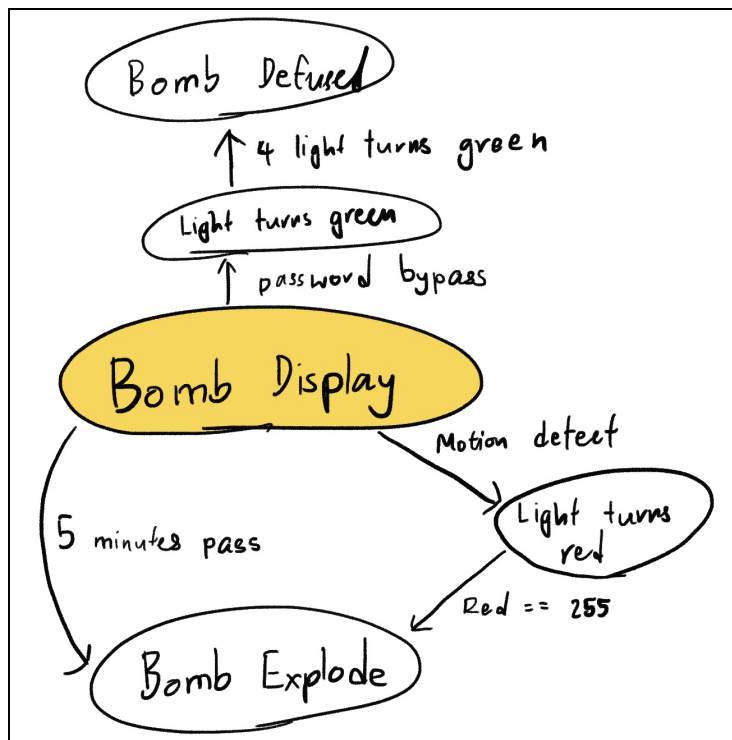 Bomb Defused
4 light turns green
Light turns green
password bypass
Bomb Display
Motion detect
Light turns
red
5 minutes pass
Red == 255
Bomb Explode